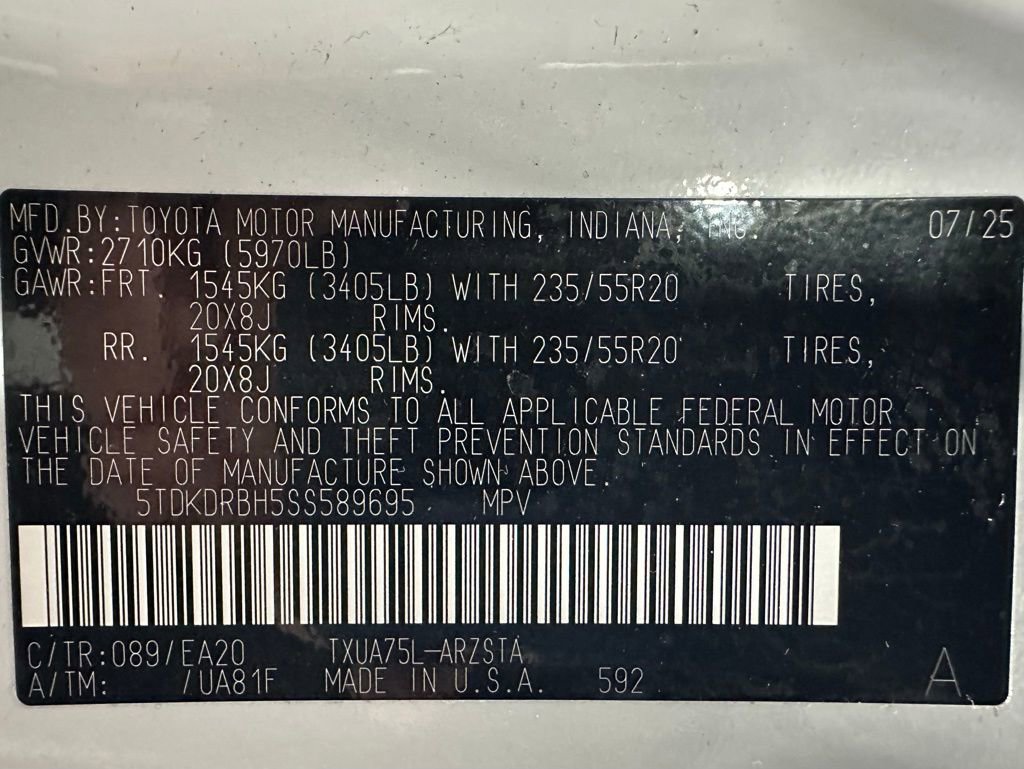 MFD.BY:TOYOTA MOTOR MANUFACTURING, INDIANA, INC. 07/25
GVWR:2710KG (5970LB)
GAWR:FRT. 1545KG (3405LB) WITH 235/55R20 TIRES,
20X8J RIMS.
RR. 1545KG (3405LB) WITH 235/55R20 TIRES,
20X8J RIMS.
THIS VEHICLE CONFORMS TO ALL APPLICABLE FEDERAL MOTOR
VEHICLE SAFETY AND THEFT PREVENTION STANDARDS IN EFFECT ON
THE DATE OF MANUFACTURE SHOWN ABOVE.
5TDKDRBH5SS589695 MPV
C/TR:089/EA20 TXUA75L-ARZSTA
A/TM: /UA81F MADE IN U.S.A. 592 A